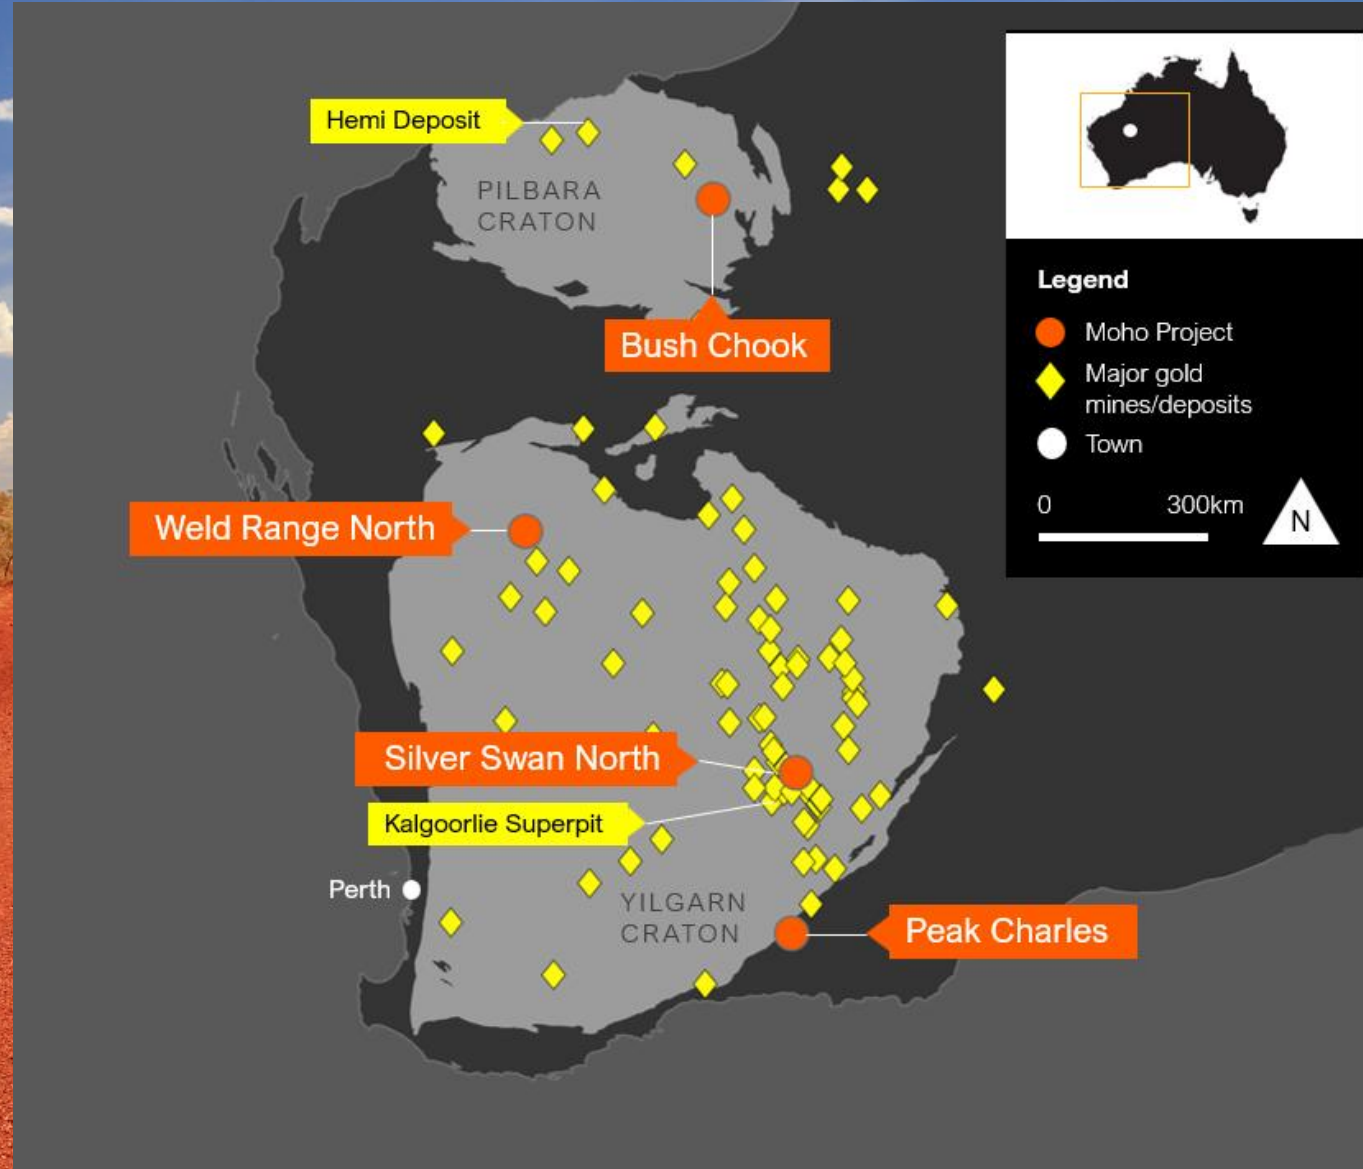 Hemi Deposit
PILBARA
CRATON
Bush Chook
Weld Range North
Silver Swan North
Kalgoorlie Superpit
Perth
YILGARN
CRATON
Peak Charles
Legend
Moho Project
Major gold
mines/deposits
Town
0 300km
N